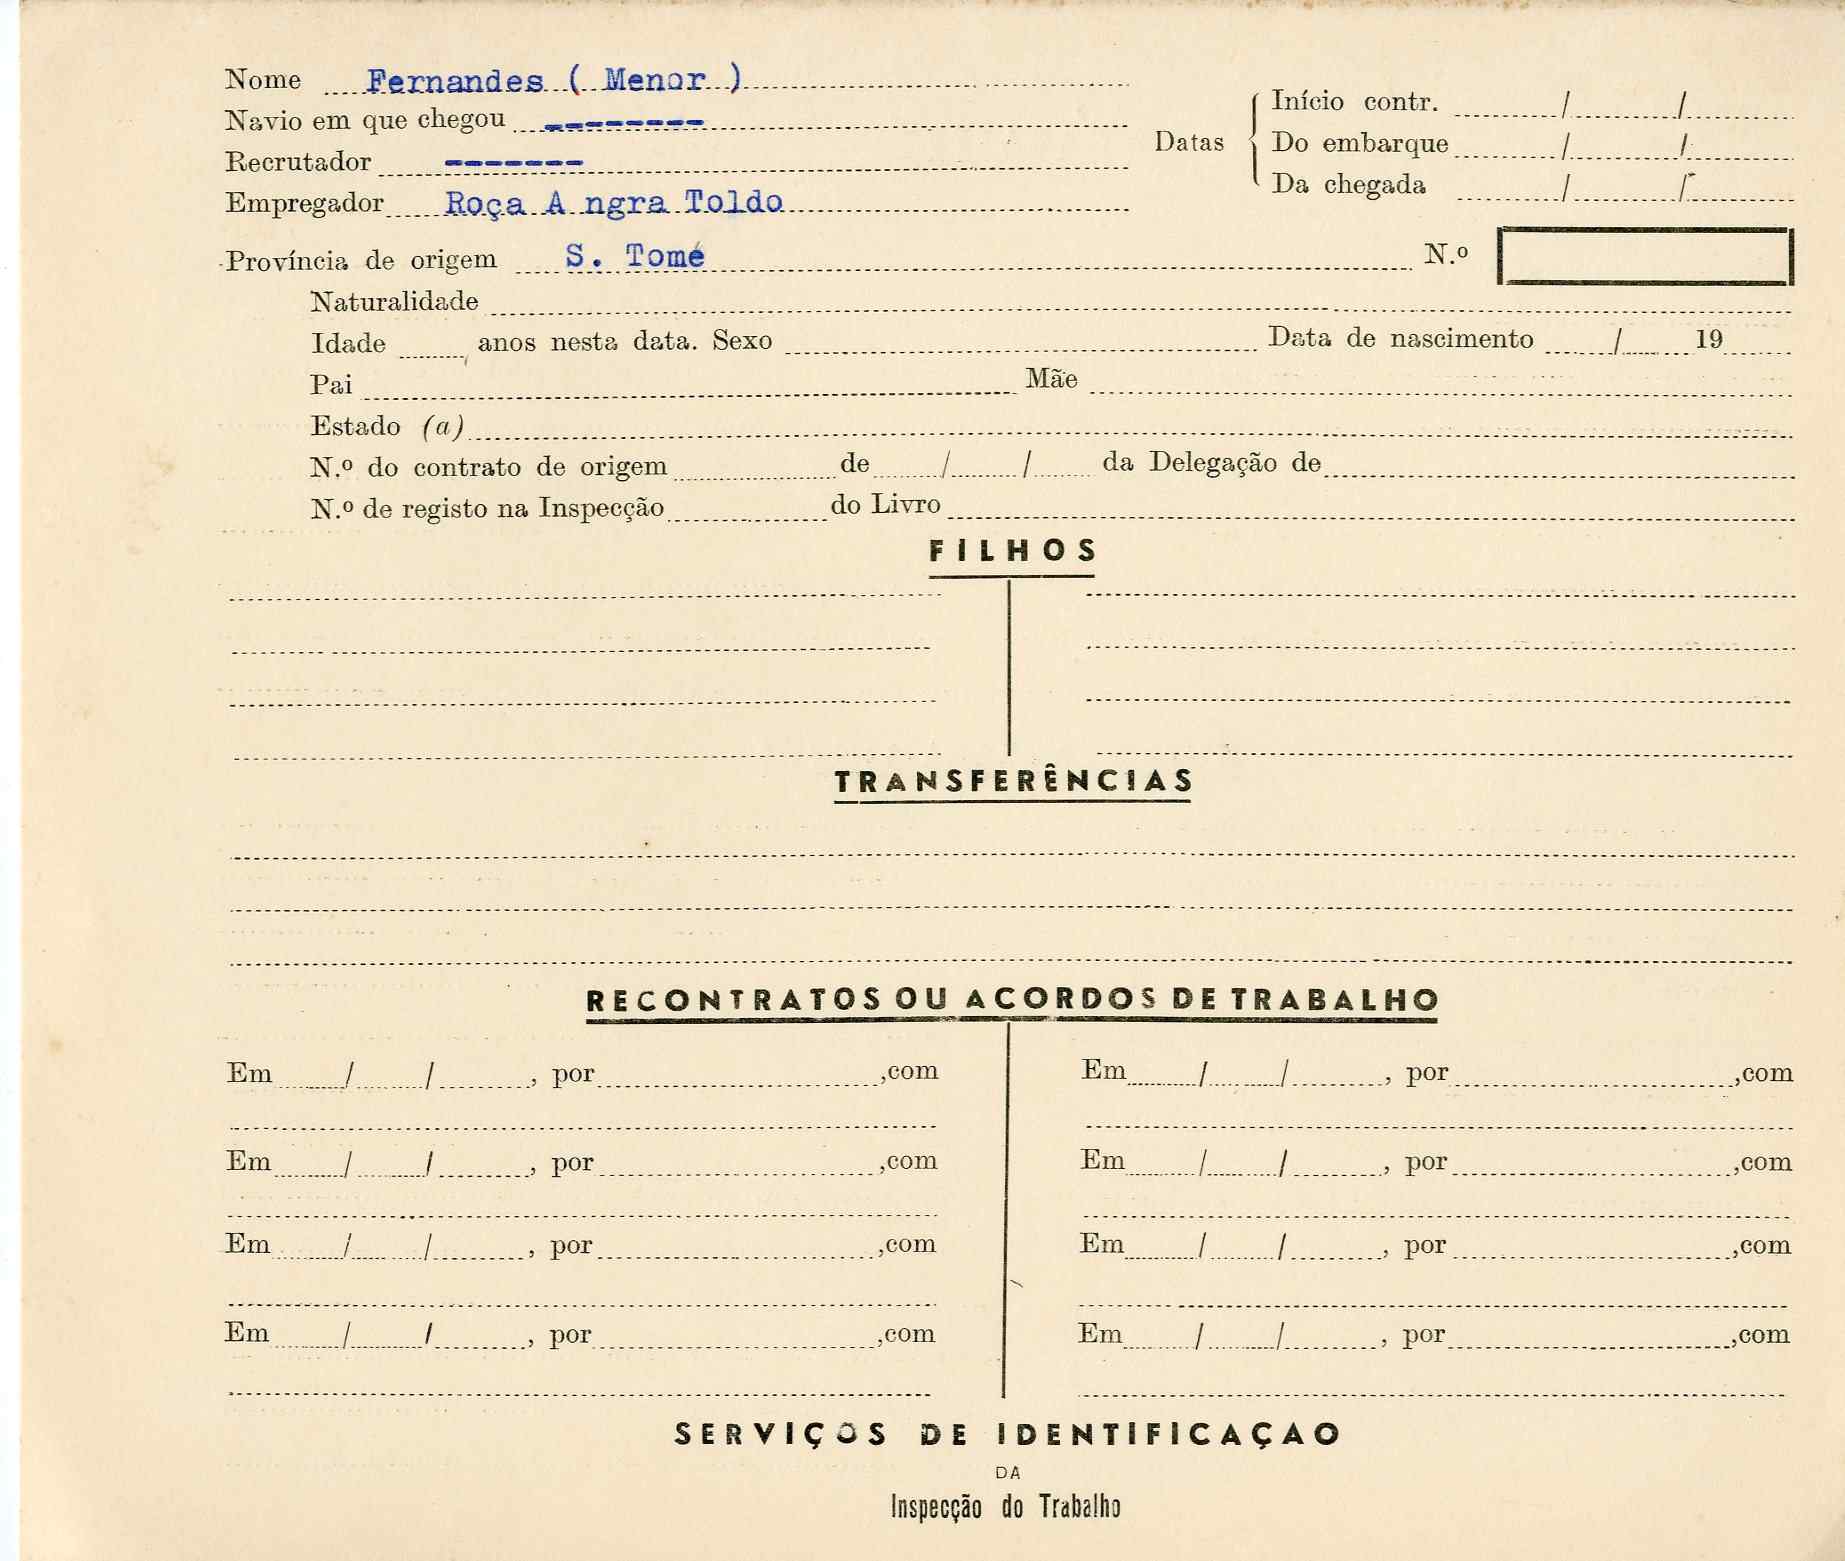 Nome Fernandes ( Menor )
Navio em que chegou --------
Recrutador -------
Empregador Roça A ngra Toldo
Datas
Início contr. / /
Do embarque / /
Da chegada / /
Província de origem S. Tomé N.º
Naturalidade
Idade anos nesta data. Sexo Data de nascimento / 19
Pai Mãe
Estado (a)
N.º do contrato de origem de / / da Delegação de
N.º de registo na Inspecção do Livro
FILHOS
TRANSFERÊNCIAS
RECONTRATOS OU ACORDOS DE TRABALHO
Em / / , por ,com Em / / , por ,com
Em / / , por ,com Em / / , por ,com
Em / / , por ,com Em / / , por ,com
Em / / , por ,com Em / / , por ,com
SERVIÇOS DE IDENTIFICAÇAO
DA
Inspecção do Trabalho